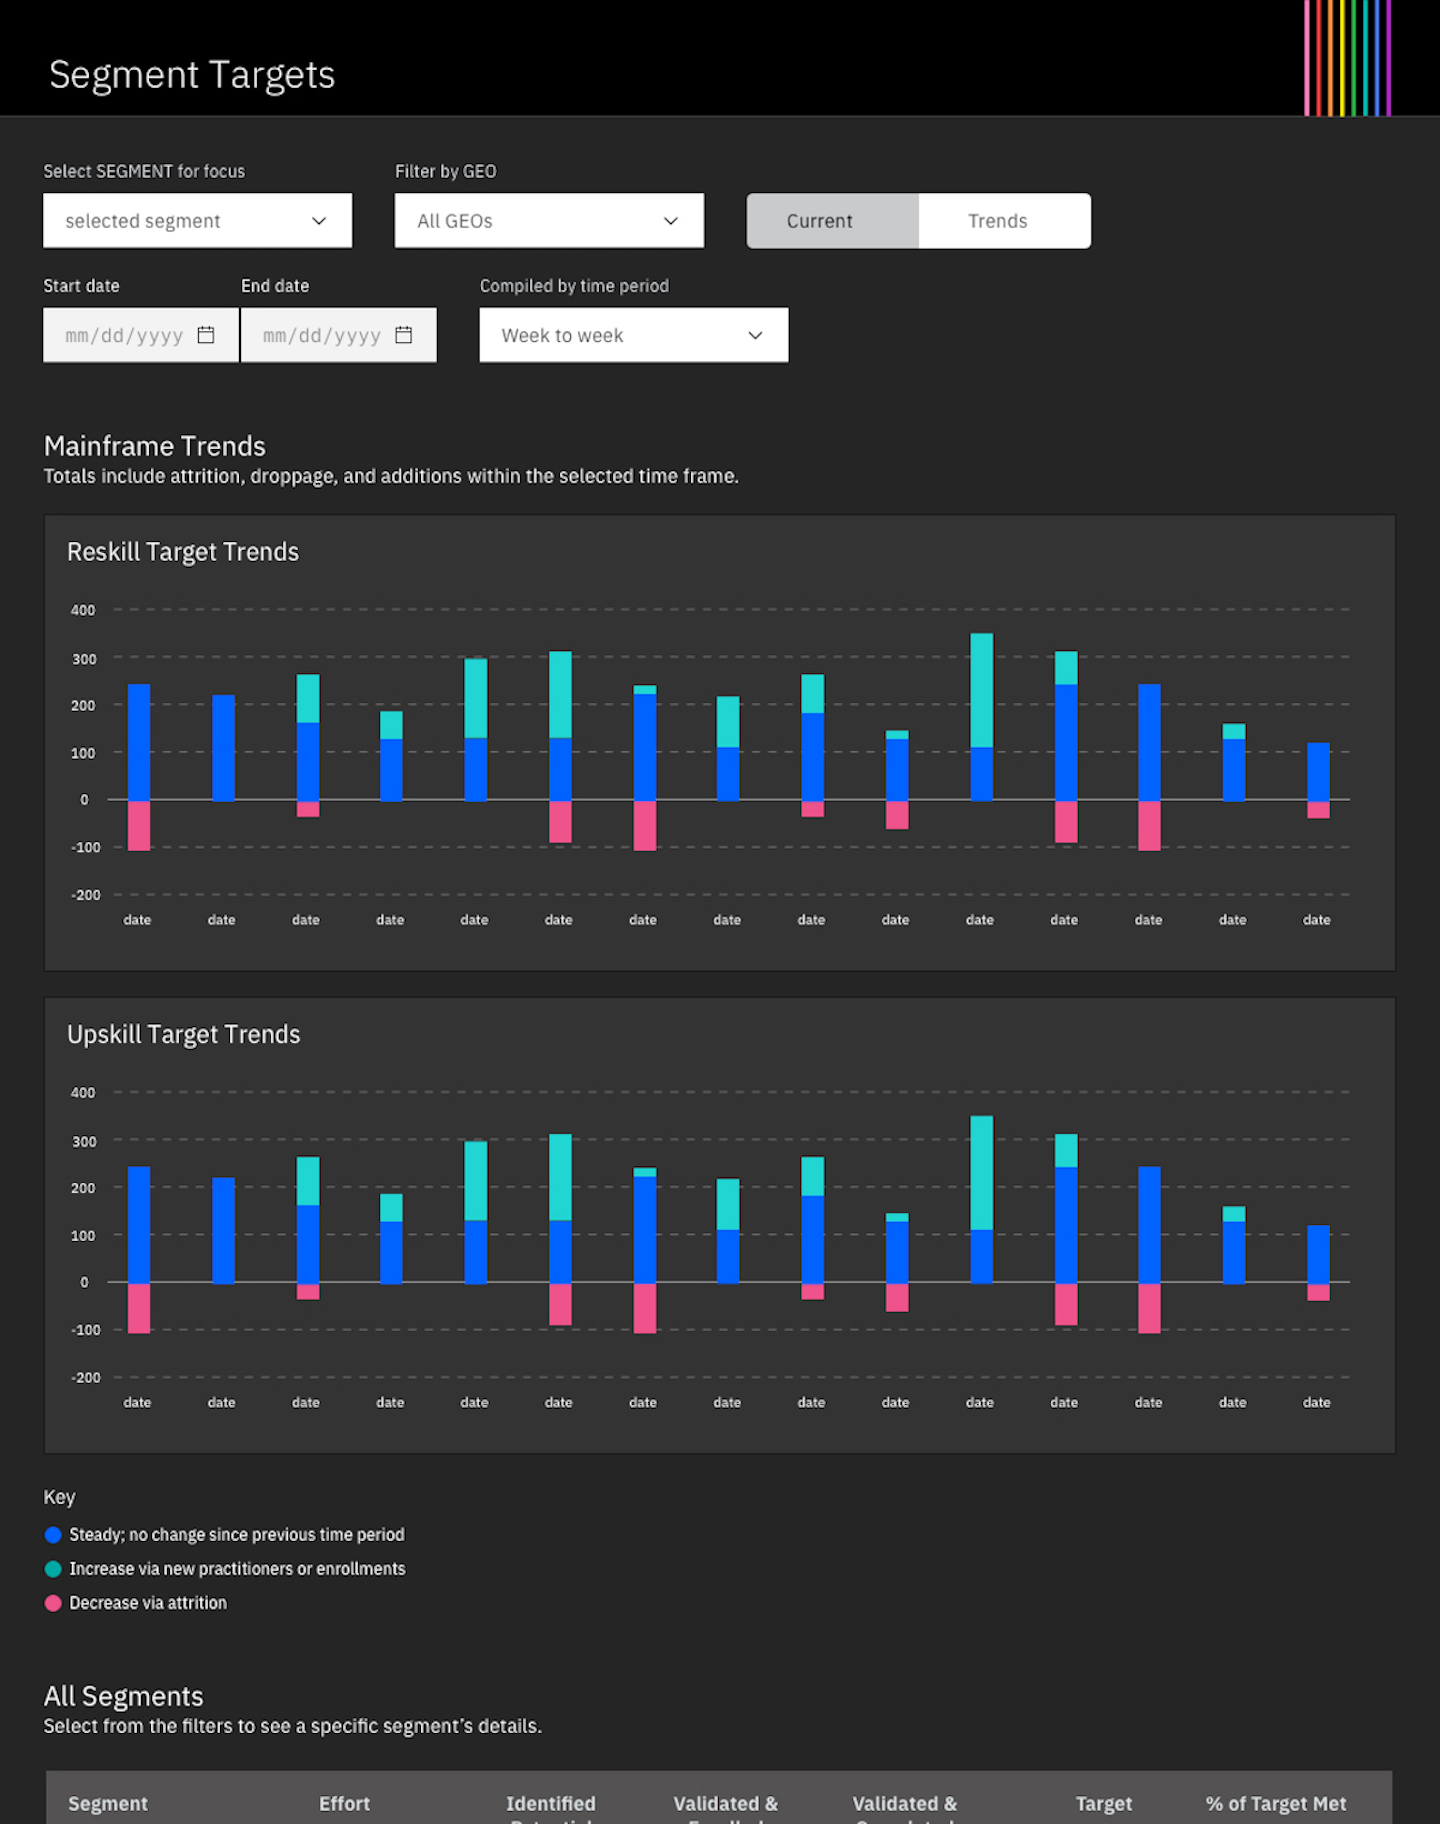 Segment Targets
Select SEGMENT for focus
Filter by GEO
selected segment
All GEOs
Current
Trends
Start date
End date
Compiled by time period
mm/dd/yyyy
mm/dd/yyyy
Week to week
Mainframe Trends
Totals include attrition, droppage, and additions within the selected time frame.
Reskill Target Trends
400
300
200
100
0
-100
-200
date date date date date date date date date date date date date date date
Upskill Target Trends
400
300
200
100
0
-100
-200
date date date date date date date date date date date date date date date
Key
Steady; no change since previous time period
Increase via new practitioners or enrollments
Decrease via attrition
All Segments
Select from the filters to see a specific segment's details.
Segment Effort Identified Validated & Validated & Target % of Target Met